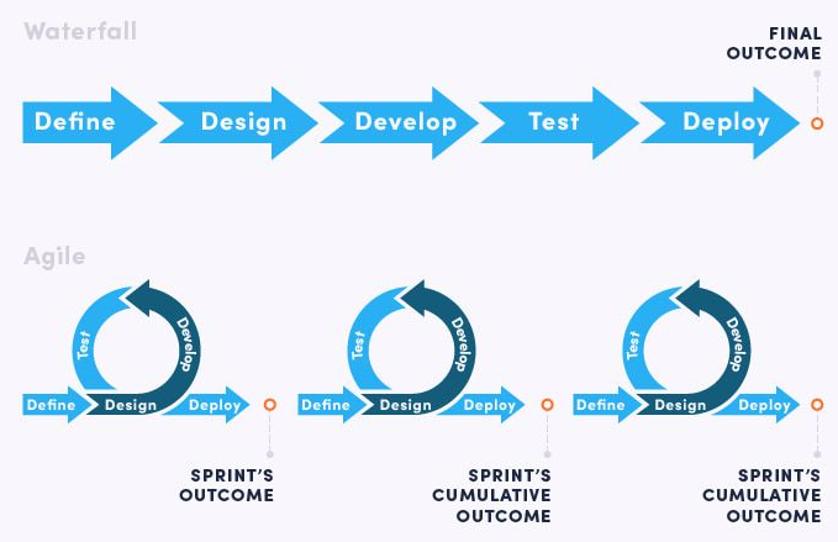 Waterfall
FINAL
OUTCOME
Define
Design
Develop
Test
Deploy
Agile
Test
Develop
Define
Design
Deploy
SPRINT'S
OUTCOME
Test
Develop
Define
Design
Deploy
SPRINT'S
CUMULATIVE
OUTCOME
Test
Develop
Define
Design
Deploy
SPRINT'S
CUMULATIVE
OUTCOME